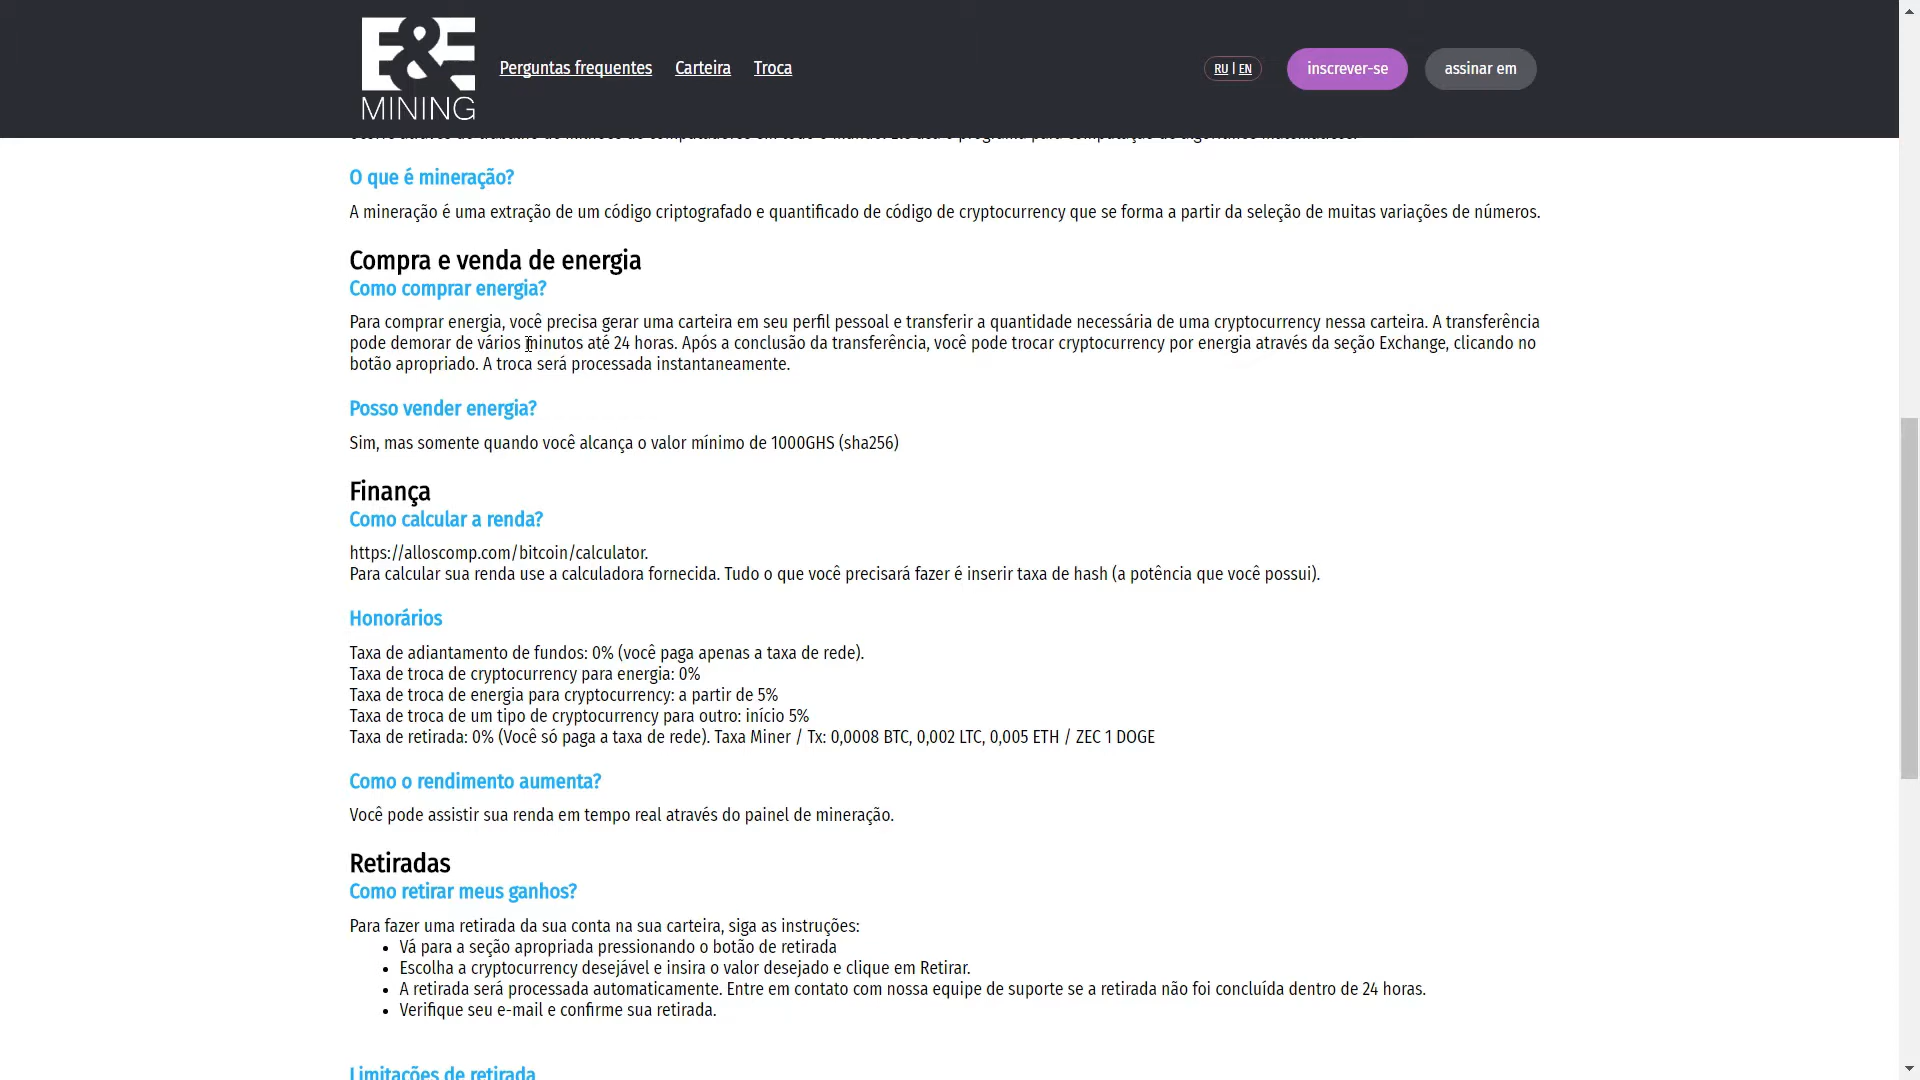 E&E
MINING
Perguntas frequentes
Carteira
Troca
RU | EN
inscrever-se
assinar em
O que é mineração?
A mineração é uma extração de um código criptografado e quantificado de código de cryptocurrency que se forma a partir da seleção de muitas variações de números.
Compra e venda de energia
Como comprar energia?
Para comprar energia, você precisa gerar uma carteira em seu perfil pessoal e transferir a quantidade necessária de uma cryptocurrency nessa carteira. A transferência
pode demorar de vários minutos até 24 horas. Após a conclusão da transferência, você pode trocar cryptocurrency por energia através da seção Exchange, clicando no
botão apropriado. A troca será processada instantaneamente.
Posso vender energia?
Sim, mas somente quando você alcança o valor mínimo de 1000GHS (sha256)
Finança
Como calcular a renda?
https://alloscomp.com/bitcoin/calculator.
Para calcular sua renda use a calculadora fornecida. Tudo o que você precisará fazer é inserir taxa de hash (a potência que você possui).
Honorários
Taxa de adiantamento de fundos: 0% (você paga apenas a taxa de rede).
Taxa de troca de cryptocurrency para energia: 0%
Taxa de troca de energia para cryptocurrency: a partir de 5%
Taxa de troca de um tipo de cryptocurrency para outro: início 5%
Taxa de retirada: 0% (Você só paga a taxa de rede). Taxa Miner / Tx: 0,0008 BTC, 0,002 LTC, 0,005 ETH / ZEC 1 DOGE
Como o rendimento aumenta?
Você pode assistir sua renda em tempo real através do painel de mineração.
Retiradas
Como retirar meus ganhos?
Para fazer uma retirada da sua conta na sua carteira, siga as instruções:
Vá para a seção apropriada pressionando o botão de retirada
Escolha a cryptocurrency desejável e insira o valor desejado e clique em Retirar.
A retirada será processada automaticamente. Entre em contato com nossa equipe de suporte se a retirada não foi concluída dentro de 24 horas.
Verifique seu e-mail e confirme sua retirada.
Limitações de retirada